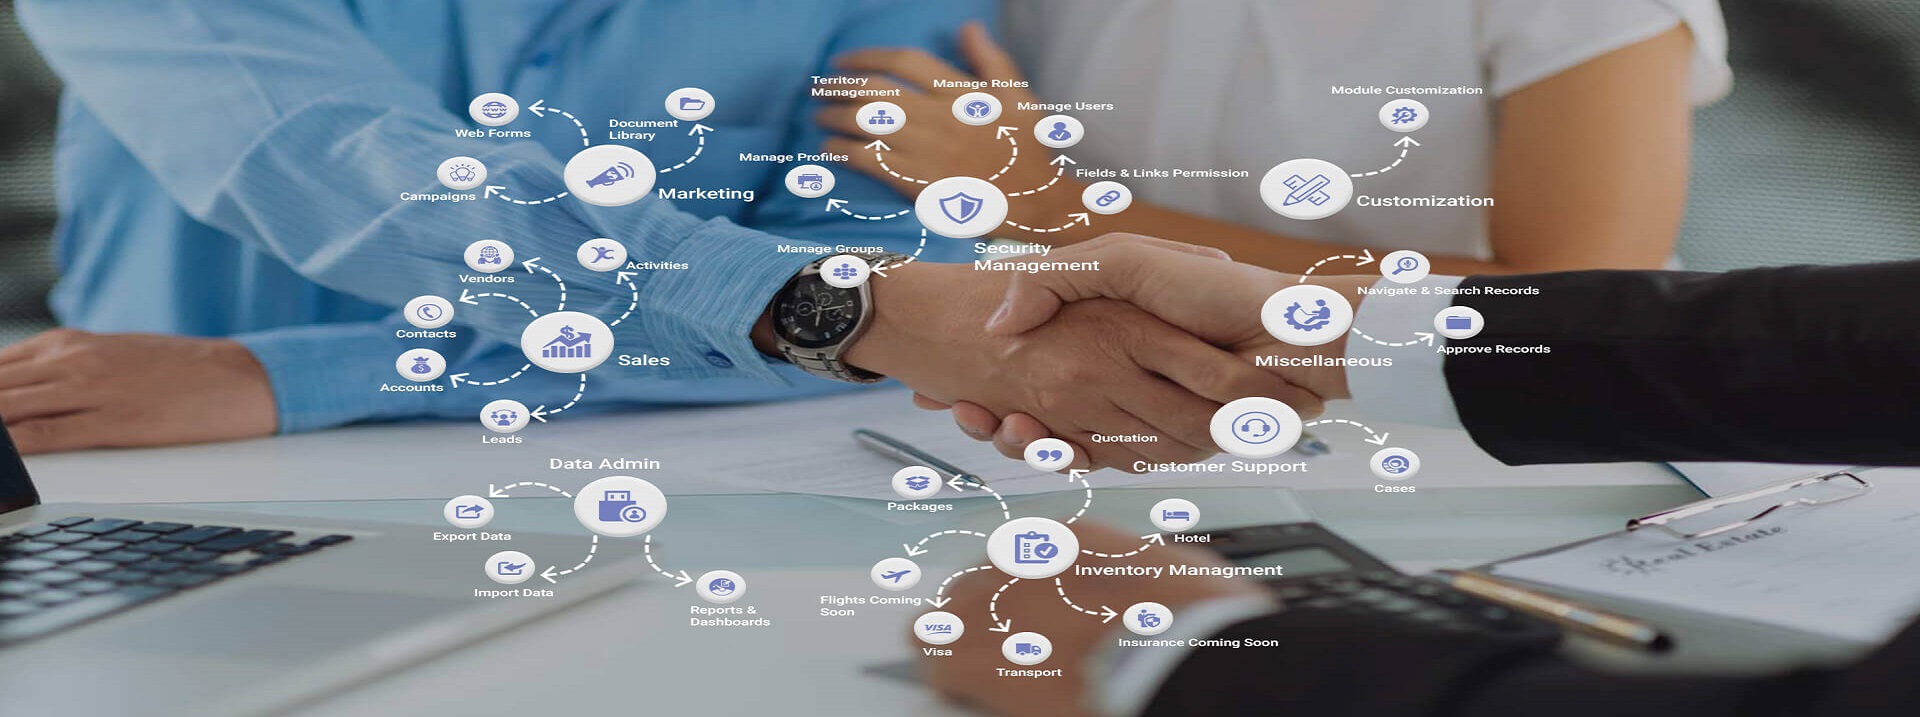 Web Forms
Document
Library
Campaigns
Marketing
Territory
Management
Manage Roles
Manage Users
Manage Profiles
Fields & Links Permission
Manage Groups
Security
Management
Module Customization
Customization
Vendors
Activities
Contacts
Sales
Accounts
Leads
Navigate & Search Records
Miscellaneous
Approve Records
Quotation
Customer Support
Cases
Data Admin
Export Data
Import Data
Reports &
Dashboards
Packages
Hotel
Inventory Managment
Flights Coming
Soon
VISA
Visa
Transport
Insurance Coming Soon
Real Estate